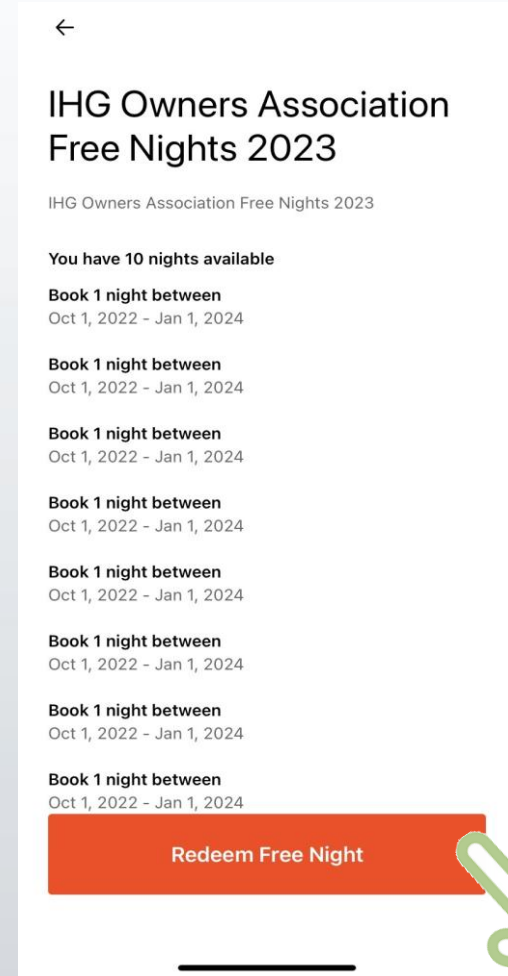 IHG Owners Association
Free Nights 2023
IHG Owners Association Free Nights 2023
You have 10 nights available
Book 1 night between
Oct 1, 2022 - Jan 1, 2024
Book 1 night between
Oct 1, 2022 - Jan 1, 2024
Book 1 night between
Oct 1, 2022 - Jan 1, 2024
Book 1 night between
Oct 1, 2022 - Jan 1, 2024
Book 1 night between
Oct 1, 2022 - Jan 1, 2024
Book 1 night between
Oct 1, 2022 - Jan 1, 2024
Book 1 night between
Oct 1, 2022 - Jan 1, 2024
Book 1 night between
Oct 1, 2022 - Jan 1, 2024
Redeem Free Night